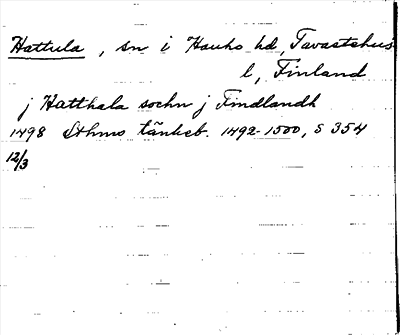 Hattula, sn i Hauho hd, Tavastehus
l, Finland
j Hatthala sochn j Findlandh
1498 Sthms tänkeb. 1492-1500, s 354
12/3